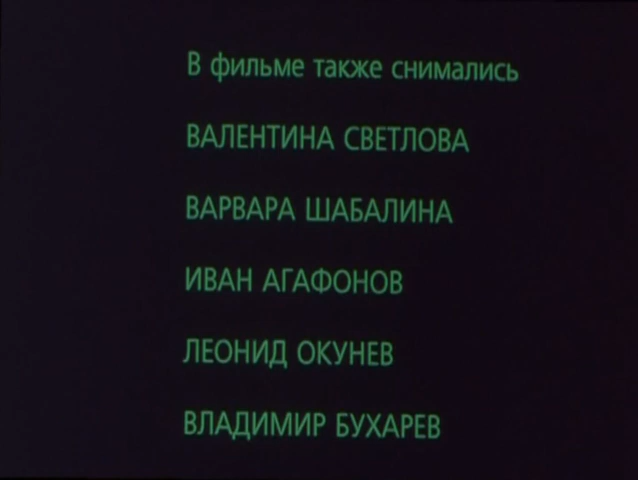 В фильме также снимались
ВАЛЕНТИНА СВЕТЛОВА
ВАРВАРА ШАБАЛИНА
ИВАН АГАФОНОВ
ЛЕОНИД ОКУНЕВ
ВЛАДИМИР БУХАРЕВ